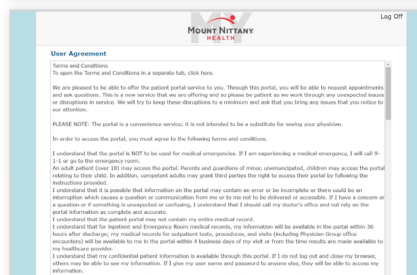 Log Off
MY
MOUNT NITTANY
HEALTH
User Agreement
Terms and Conditions
To open the Terms and Conditions in a separate tab, click here.
We are pleased to be able to offer the patient portal service to you. Through this portal, you will be able to request appointments
and ask questions. This is a new service that we are offering and so please be patient as we work through any unexpected issues
or disruptions in service. We will try to keep these disruptions to a minimum and ask that you bring any issues that you notice to
our attention.
PLEASE NOTE: The portal is a convenience service; it is not intended to be a substitute for seeing your physician.
In order to access the portal, you must agree to the following terms and conditions.
I understand that the portal is NOT to be used for medical emergencies. If I am experiencing a medical emergency, I will call 9-
1-1 or go to the emergency room.
An adult patient (over 18) may access the portal. Parents and guardians of minor, unemancipated, children may access the portal
relating to their child. In addition, competent adults may grant third parties the right to access their portal by following the
instructions provided.
I understand that it is possible that information on the portal may contain an error or be incomplete or there could be an
interruption which causes a question or communication from me or to me not to be delivered or accessible. If I have a concern or
a question or if something is unexpected or confusing, I understand that I should call my doctor's office and not rely on the
portal information as complete and accurate.
I understand that the patient portal may not contain my entire medical record.
I understand that for Inpatient and Emergency Room medical records, my information will be available in the portal within 36
hours after discharge; my medical records for outpatient tests, procedures, and visits (including Physician Group office
encounters) will be available to me in the portal within 4 business days of my visit or from the time results are made available to
my healthcare provider.
I understand that my confidential patient information is available through this portal. If I do not log out and close my browser,
others may be able to see my information. If I give my user name and password to anyone else, they will be able to access my
information.